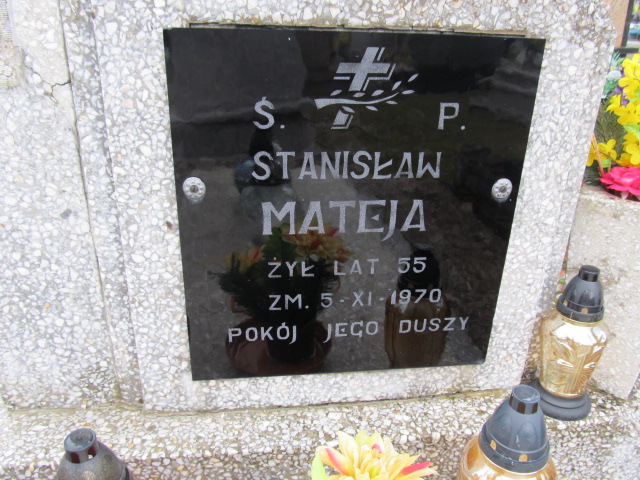 Ś. P.
STANISŁAW
MATEJA
ŻYŁ LAT 55
ZM. 5-XI-1970
POKÓJ JEGO DUSZY